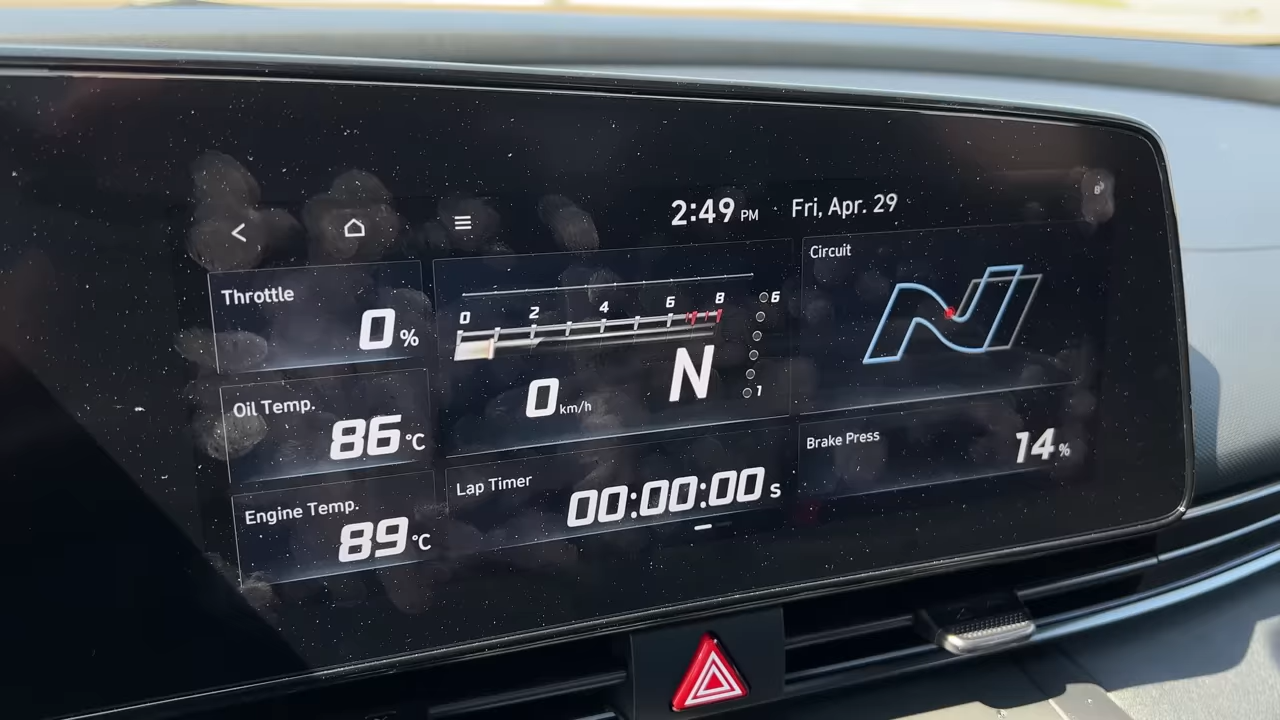 2:49 PM Fri, Apr. 29
Throttle
0 %
Oil Temp.
86 °C
Engine Temp.
89 °C
0 2 4 6 8
6
1
0 km/h
N
Lap Timer
00:00:00 s
Circuit
Brake Press
14 %